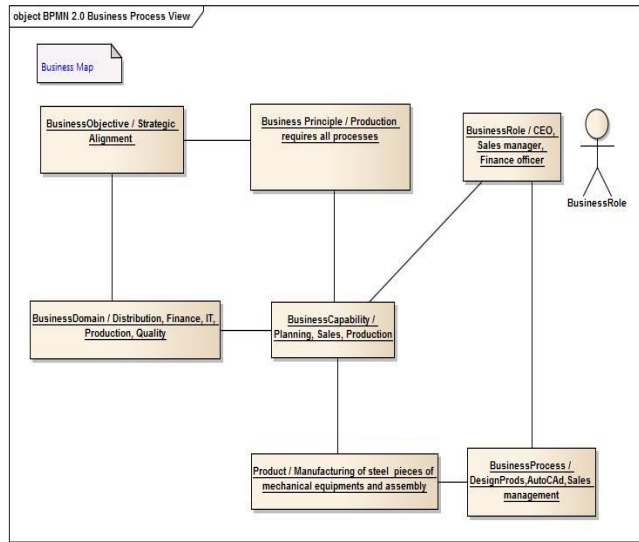 object BPMN 2.0 Business Process View
Business Map
BusinessObjective / Strategic
Alignment
Business Principle / Production
requires all processes
BusinessRole / CEO,
Sales manager,
Finance officer
BusinessRole
BusinessDomain / Distribution, Finance, IT,
Production, Quality
BusinessCapability /
Planning, Sales, Production
Product / Manufacturing of steel pieces of
mechanical equipments and assembly
BusinessProcess /
DesignProds,AutoCAd,Sales
management